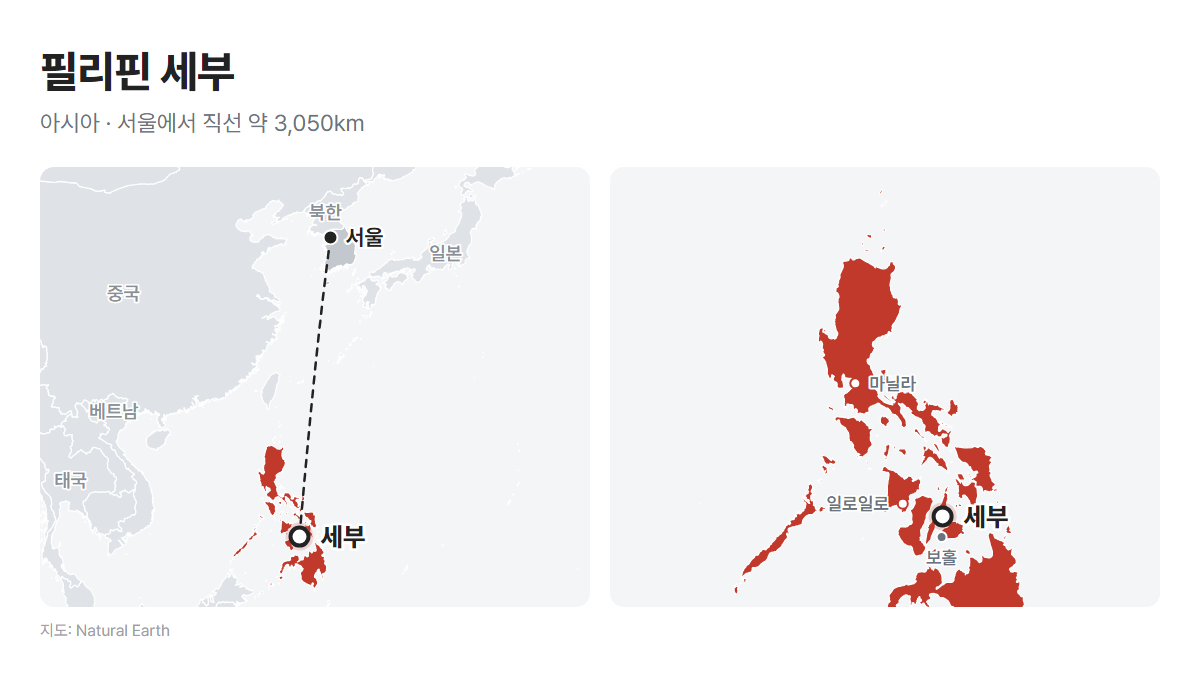 필리핀 세부
아시아 · 서울에서 직선 약 3,050km
북한
서울
일본
중국
베트남
태국
세부
마닐라
일로일로
세부
보홀
지도: Natural Earth